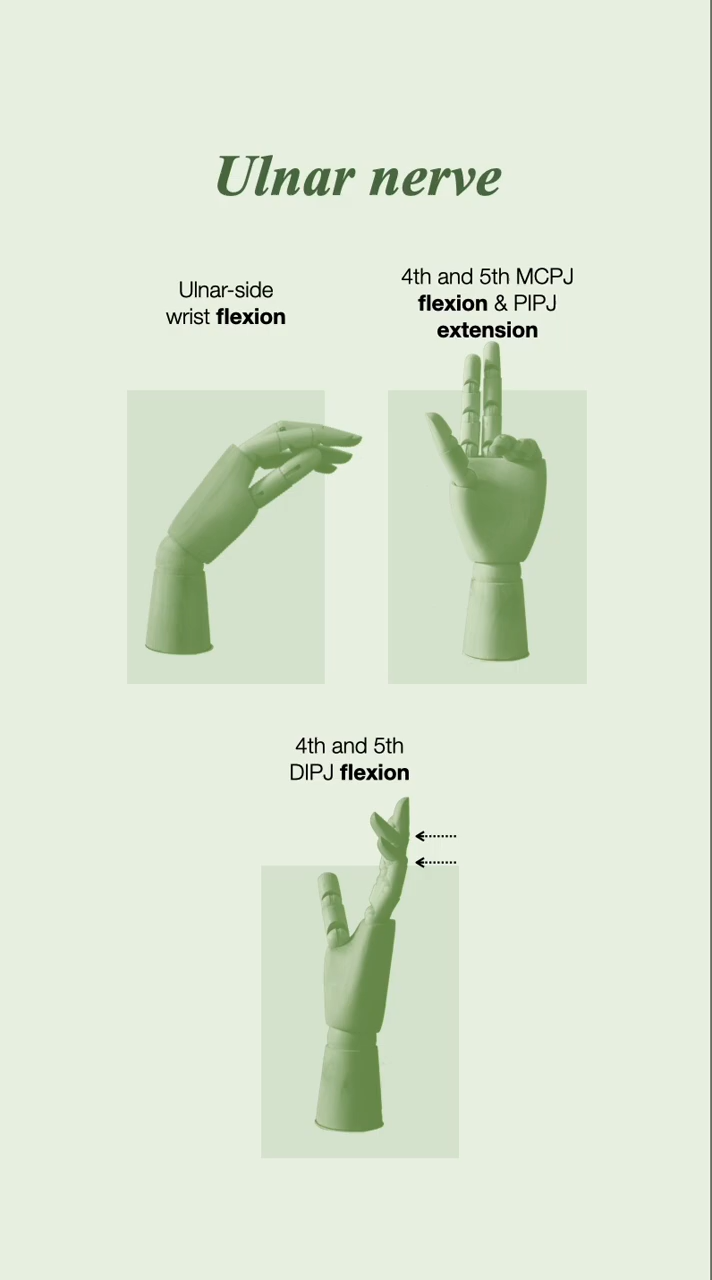 Ulnar nerve
Ulnar-side
wrist flexion
4th and 5th MCPJ
flexion & PIPJ
extension
4th and 5th
DIPJ flexion